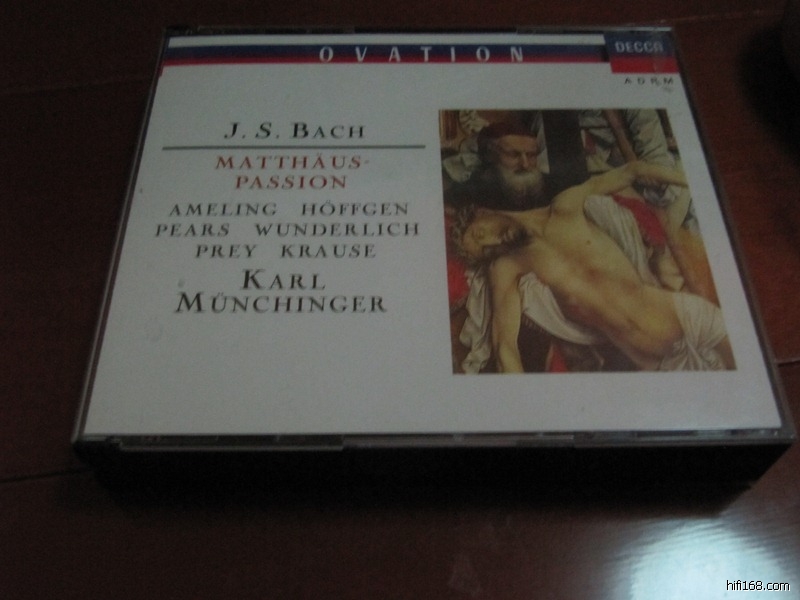 OVATION
DECCA
ADRM
J. S. BACH
MATTHÄUS-
PASSION
AMELING HÖFFGEN
PEARS WUNDERLICH
PREY KRAUSE
KARL
MÜNCHINGER
hifi168.com